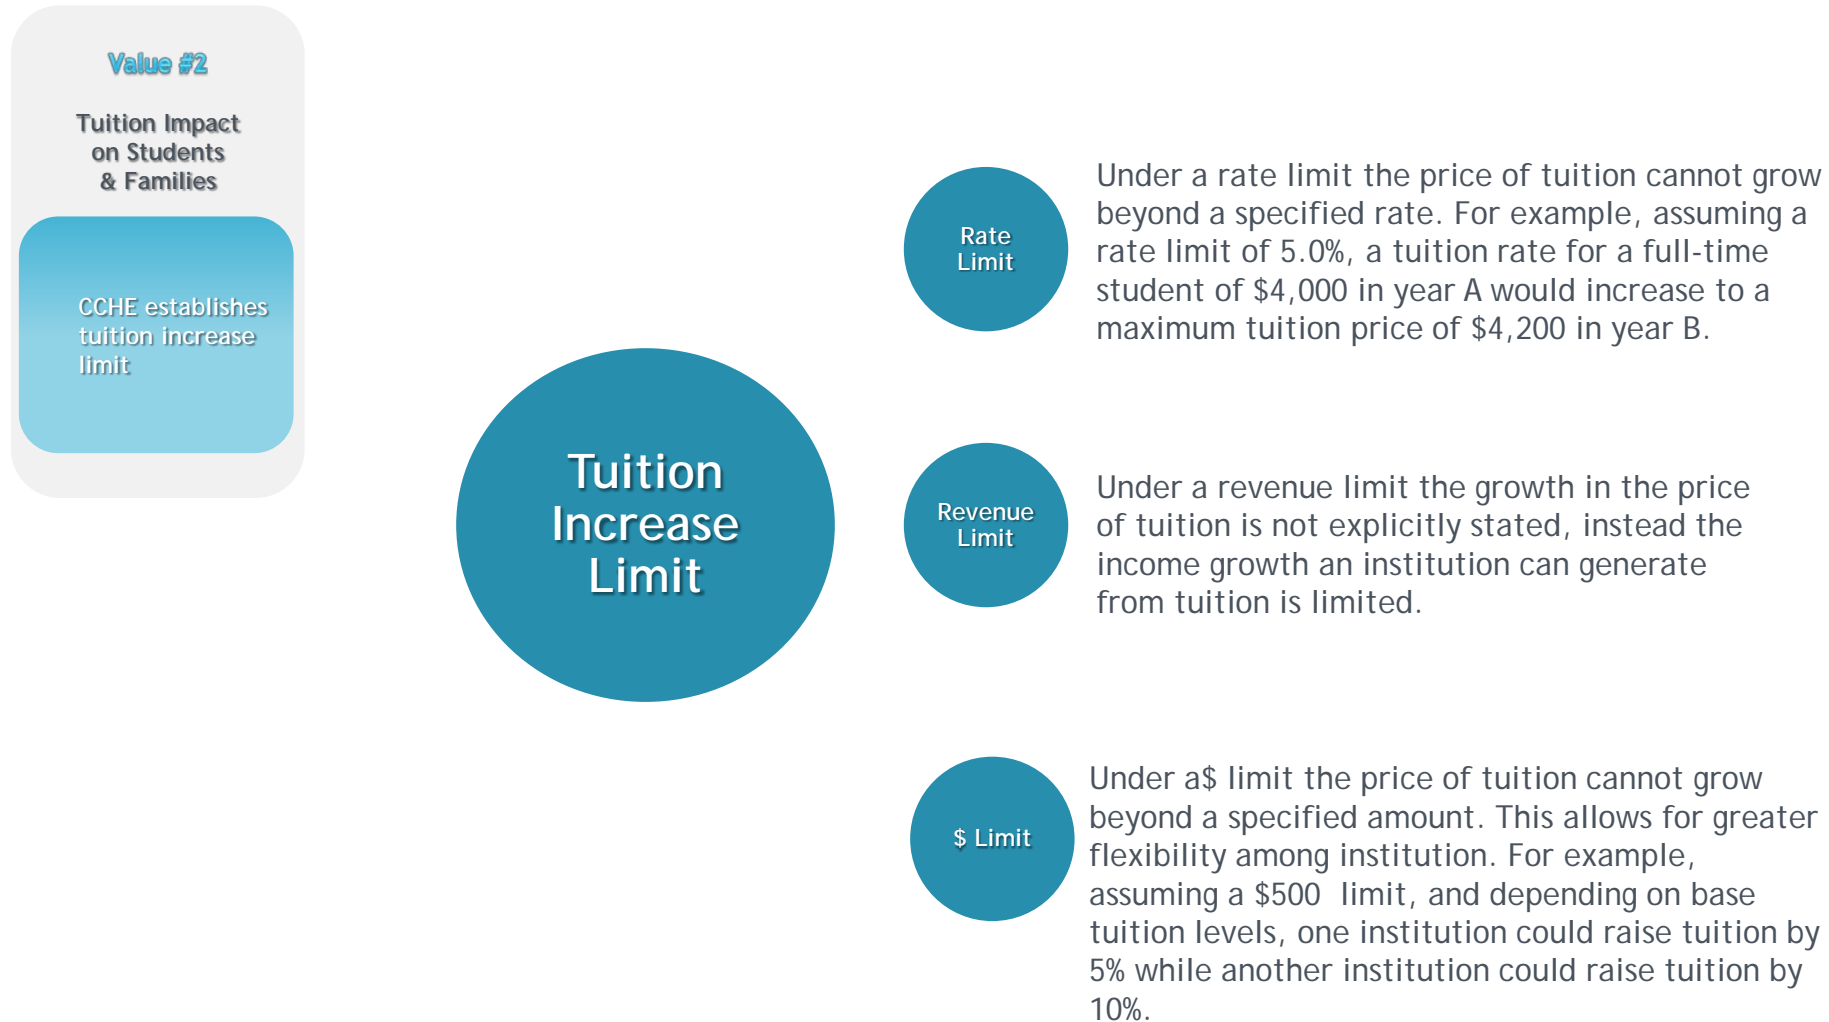 Value #2
Tuition Impact
on Students
& Families
CCHE establishes
tuition increase
limit
Tuition
Increase
Limit
Rate
Limit
Under a rate limit the price of tuition cannot grow
beyond a specified rate. For example, assuming a
rate limit of 5.0%, a tuition rate for a full-time
student of $4,000 in year A would increase to a
maximum tuition price of $4,200 in year B.
Revenue
Limit
Under a revenue limit the growth in the price
of tuition is not explicitly stated, instead the
income growth an institution can generate
from tuition is limited.
$ Limit
Under a$ limit the price of tuition cannot grow
beyond a specified amount. This allows for greater
flexibility among institution. For example,
assuming a $500  limit, and depending on base
tuition levels, one institution could raise tuition by
5% while another institution could raise tuition by
10%.